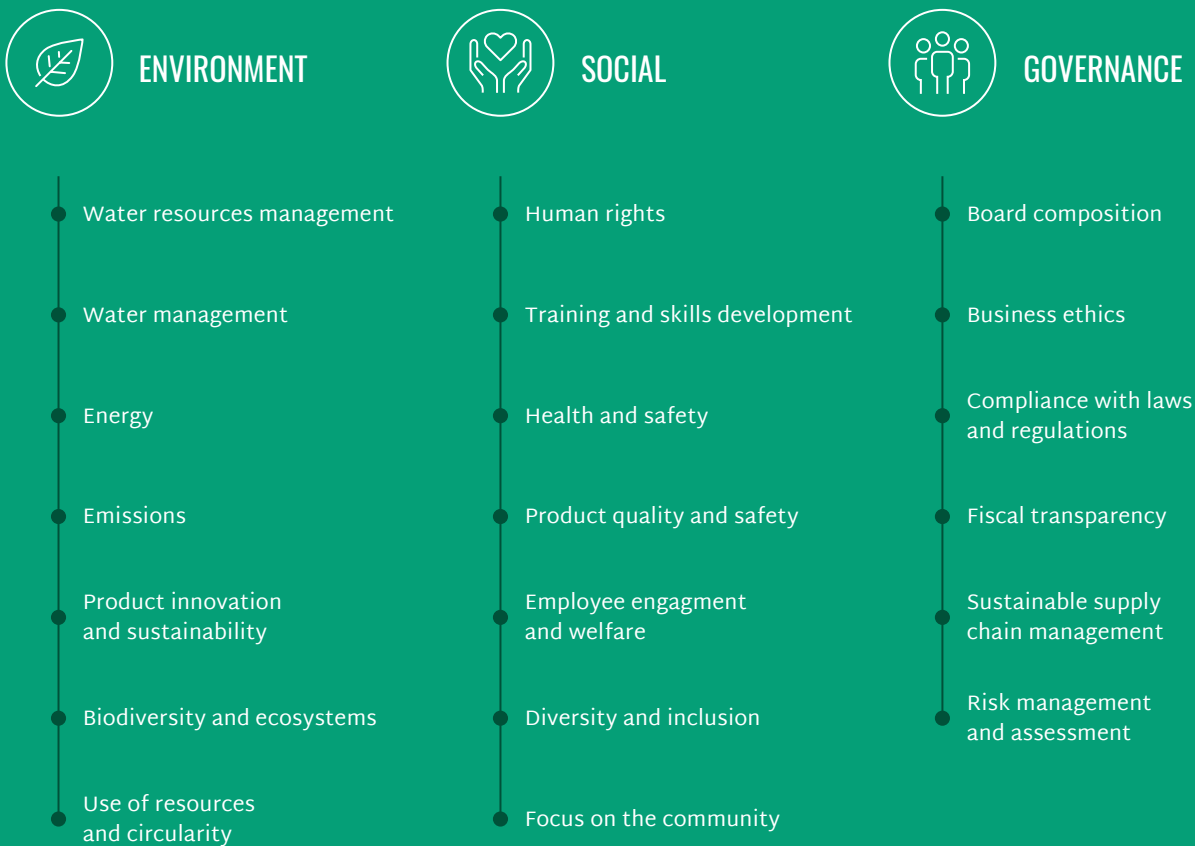 ENVIRONMENT
Water resources management
Water management
Energy
Emissions
Product innovation
and sustainability
Biodiversity and ecosystems
Use of resources
and circularity
SOCIAL
Human rights
Training and skills development
Health and safety
Product quality and safety
Employee engagment
and welfare
Diversity and inclusion
Focus on the community
GOVERNANCE
Board composition
Business ethics
Compliance with laws
and regulations
Fiscal transparency
Sustainable supply
chain management
Risk management
and assessment